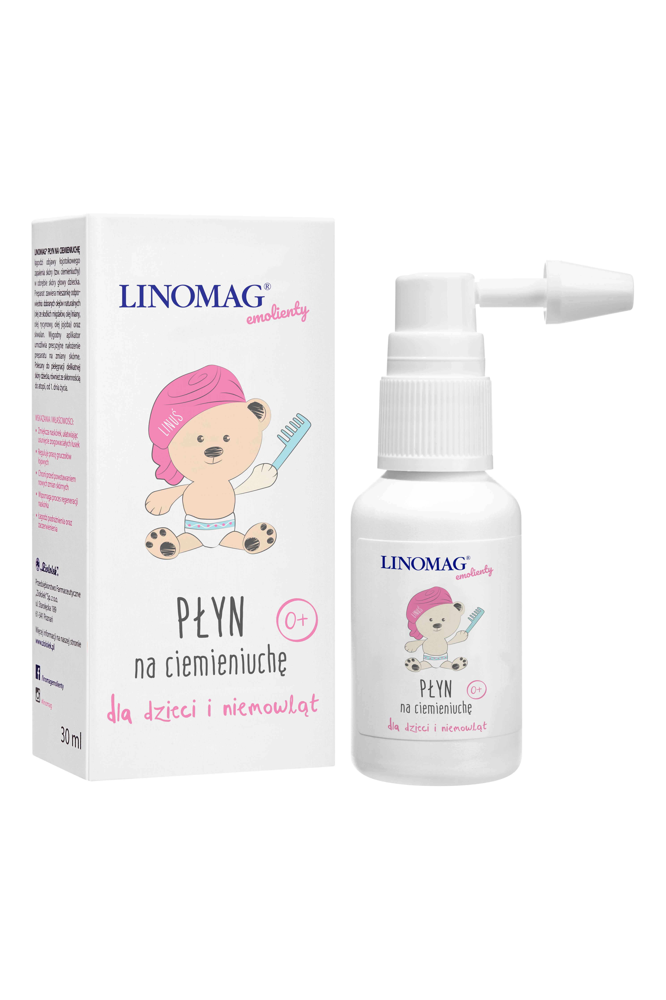 LINOMAG® PŁYN NA CIEMIENIUCHĘ
łagodzi objawy łojotokowego
zapalenia skóry (tzw. ciemieniuchy)
w obrębie skóry głowy dziecka.
Preparat zawiera mieszankę odpo-
wiednio dobranych olejów naturalnych
(olej ze słodkich migdałów, olej lniany,
olej rycynowy, olej jojoba) oraz
skwalan. Wygodny aplikator
umożliwia precyzyjne nałożenie
preparatu na zmiany skórne.
Polecany do pielęgnacji delikatnej
skóry dziecka, również ze skłonnością
do atopii, od 1. dnia życia.
WSKAZANIA I WŁAŚCIWOŚCI:
• Zmiękcza naskórek, ułatwiając
usunięcie zrogowaciałych łusek
• Reguluje pracę gruczołów
łojowych
• Chroni przed powstawaniem
nowych zmian skórnych
• Wspomaga proces regeneracji
naskórka
• Łagodzi podrażnienia oraz
zaczerwienienia
„Ziołolek”
Przedsiębiorstwo Farmaceutyczne
„Ziołolek” Sp. z o.o.
ul. Starołęcka 189
61-341 Poznań
Więcej informacji na naszej stronie
www.ziololek.pl
/linomagemolienty
#linomag
30 ml
LINOMAG®
emolienty
LINUŚ
PŁYN
0+
na ciemieniuchę
dla dzieci i niemowląt
LINOMAG®
emolienty
LINUŚ
PŁYN
0+
na ciemieniuchę
dla dzieci i niemowląt